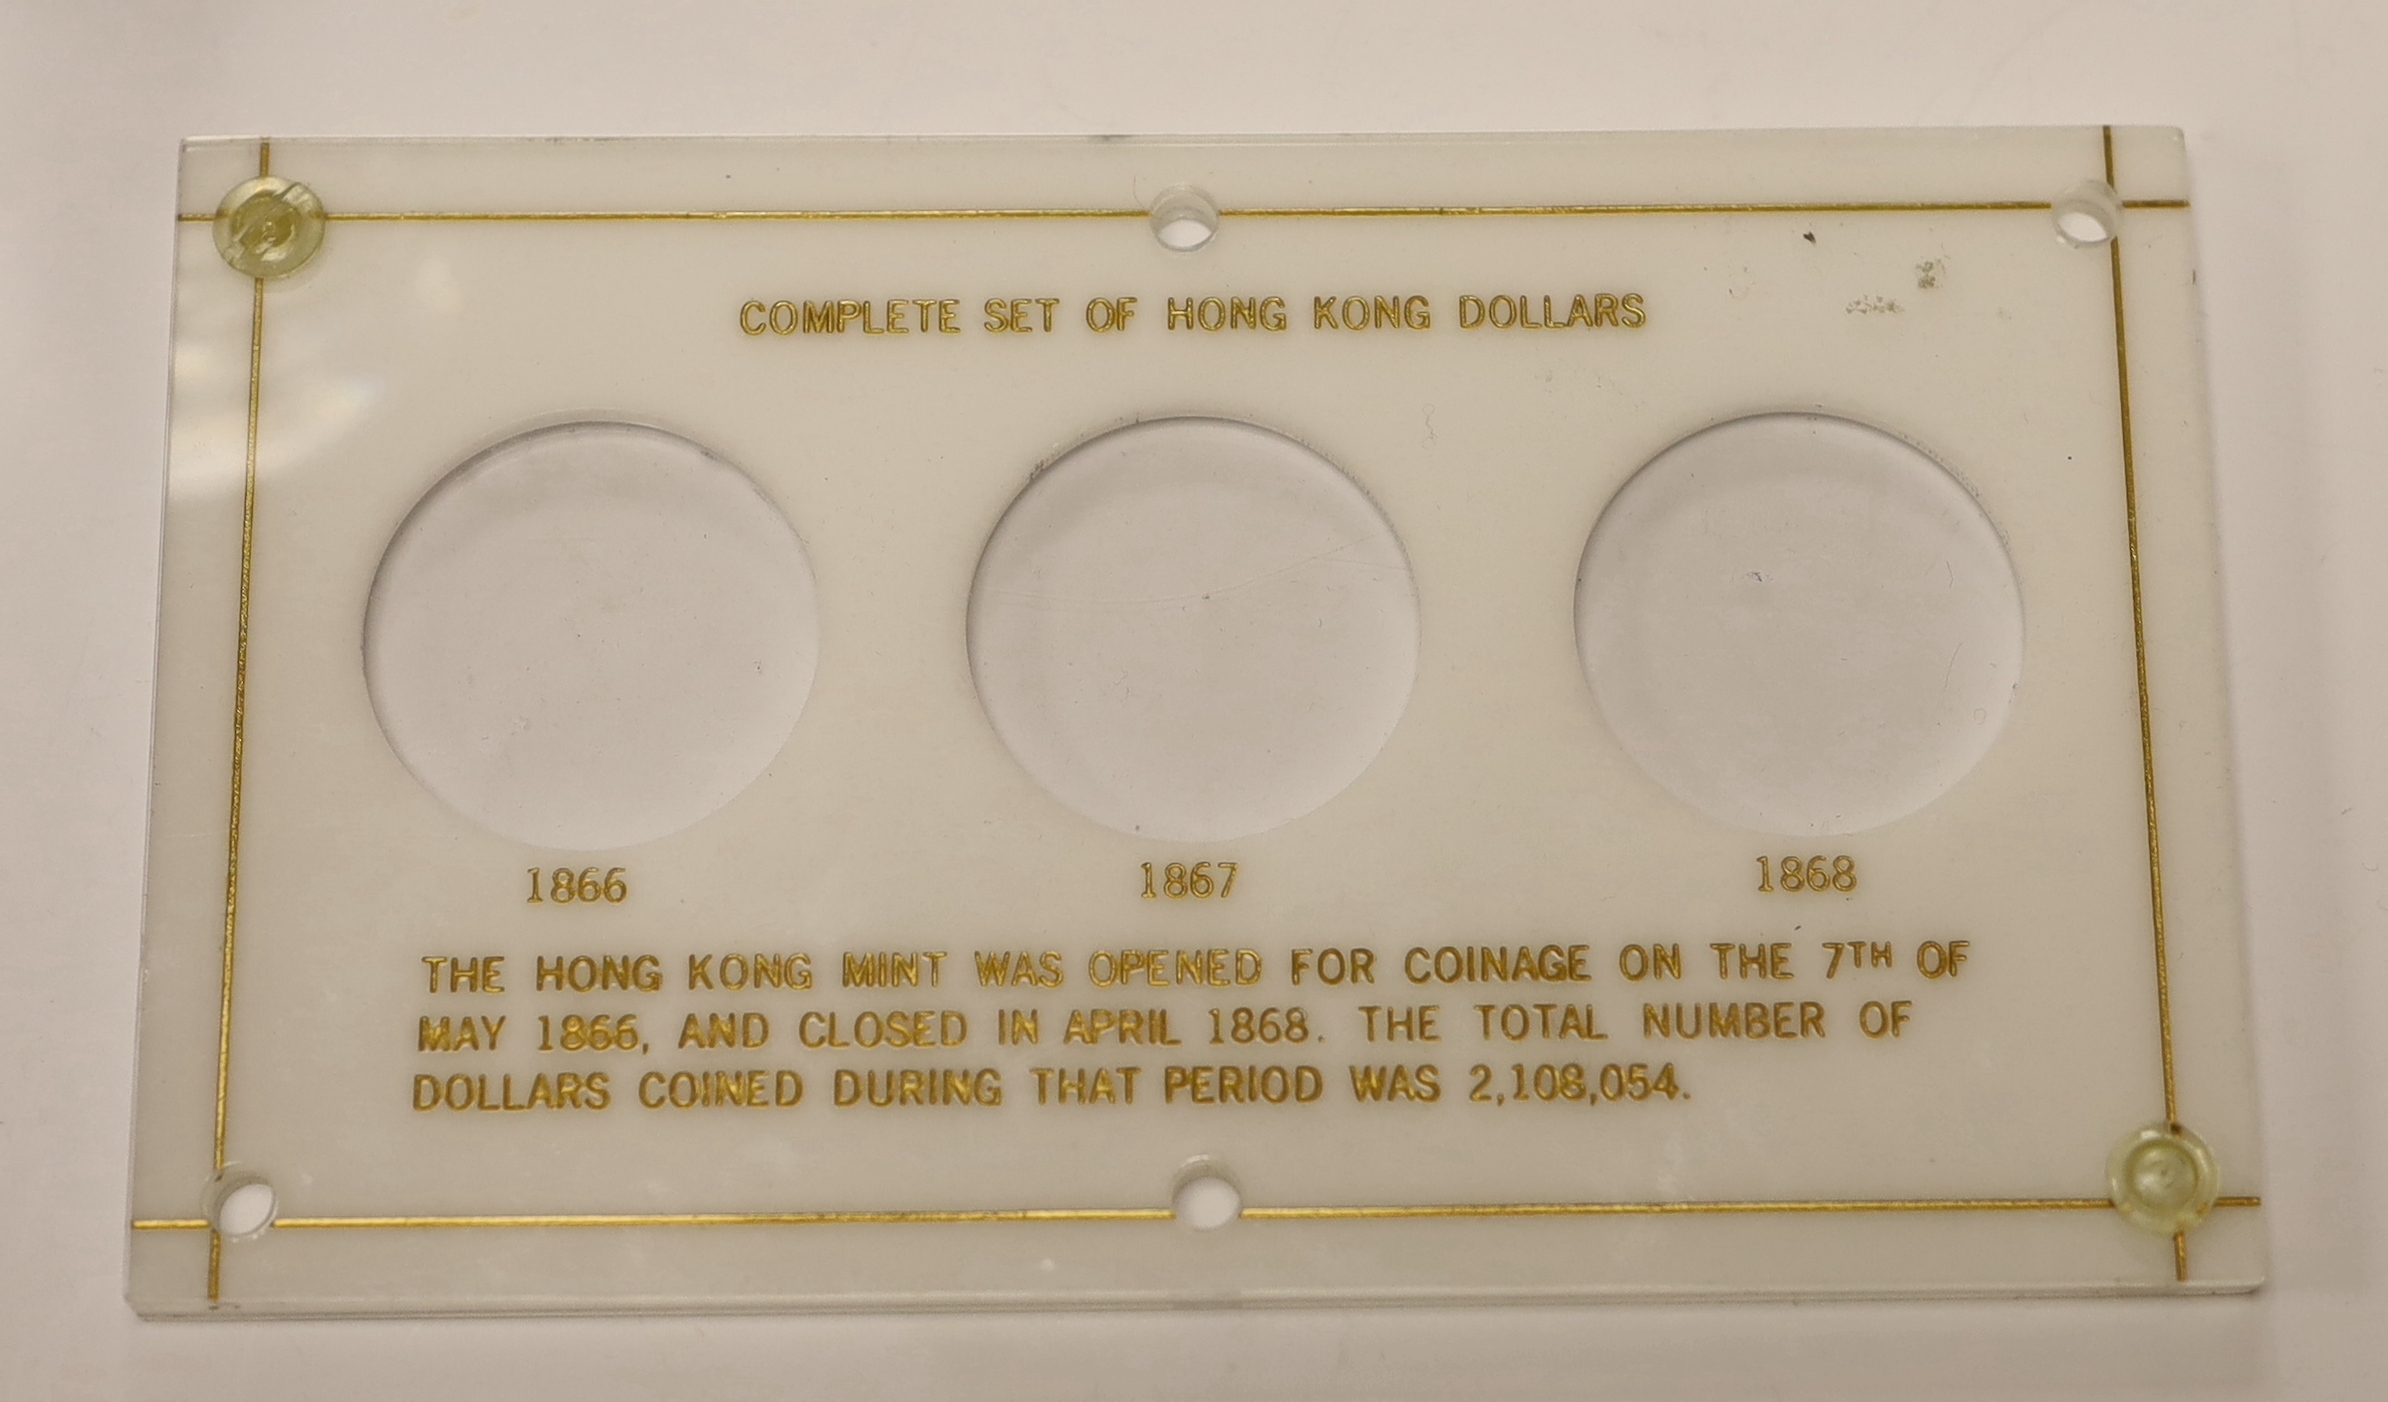 COMPLETE SET OF HONG KONG DOLLARS
1866 1867 1868
THE HONG KONG MINT WAS OPENED FOR COINAGE ON THE 7TH OF
MAY 1866, AND CLOSED IN APRIL 1868. THE TOTAL NUMBER OF
DOLLARS COINED DURING THAT PERIOD WAS 2,108,054.